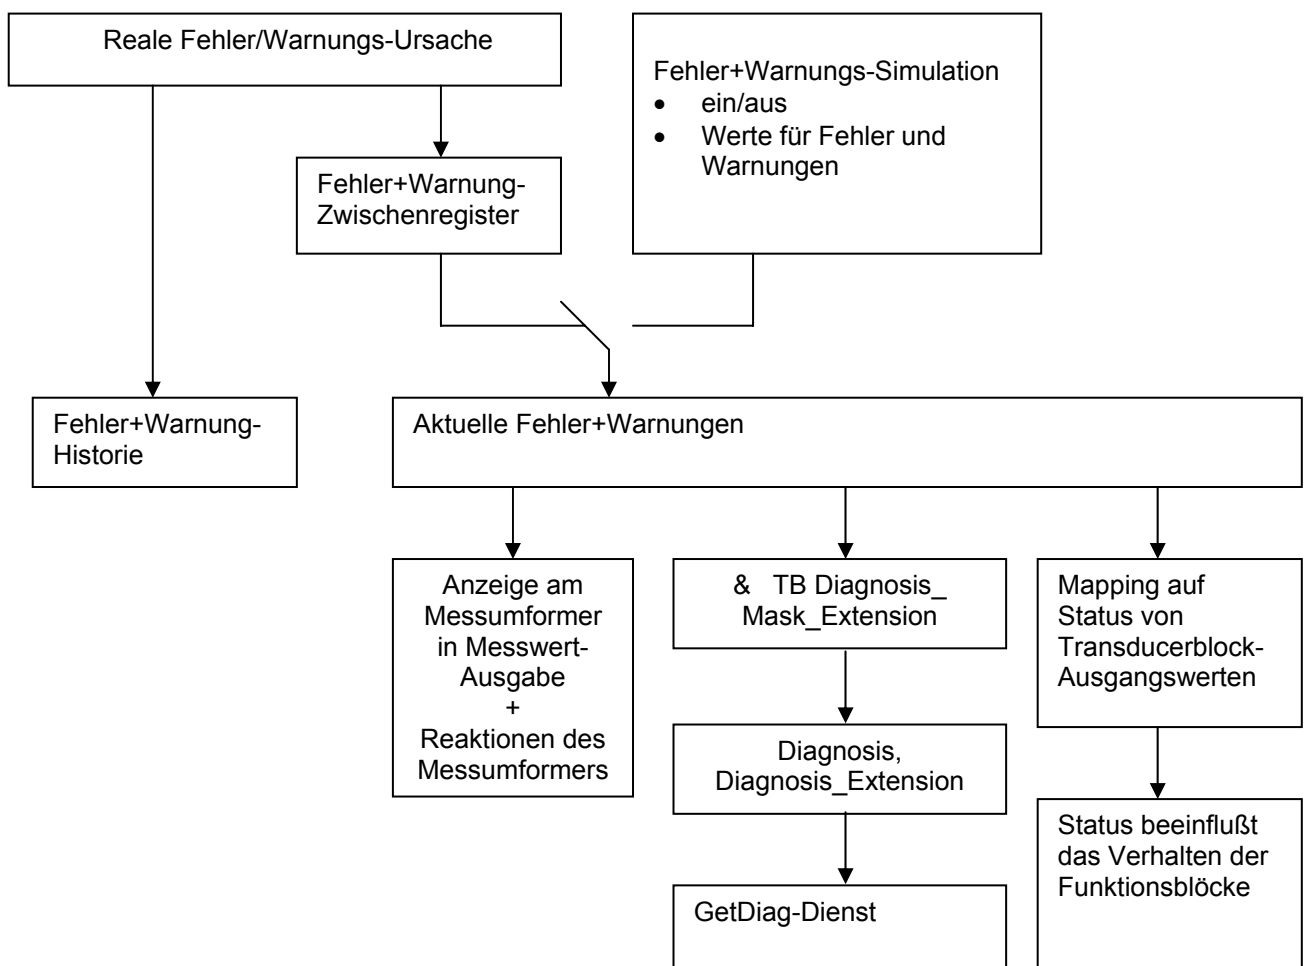 Reale Fehler/Warnungs-Ursache
Fehler+Warnungs-Simulation
• ein/aus
• Werte für Fehler und
Warnungen
Fehler+Warnung-
Zwischenregister
Fehler+Warnung-
Historie
Aktuelle Fehler+Warnungen
Anzeige am
Messumformer
in Messwert-
Ausgabe
+
Reaktionen des
Messumformers
& TB Diagnosis_
Mask_Extension
Diagnosis,
Diagnosis_Extension
GetDiag-Dienst
Mapping auf
Status von
Transducerblock-
Ausgangswerten
Status beeinflußt
das Verhalten der
Funktionsblöcke